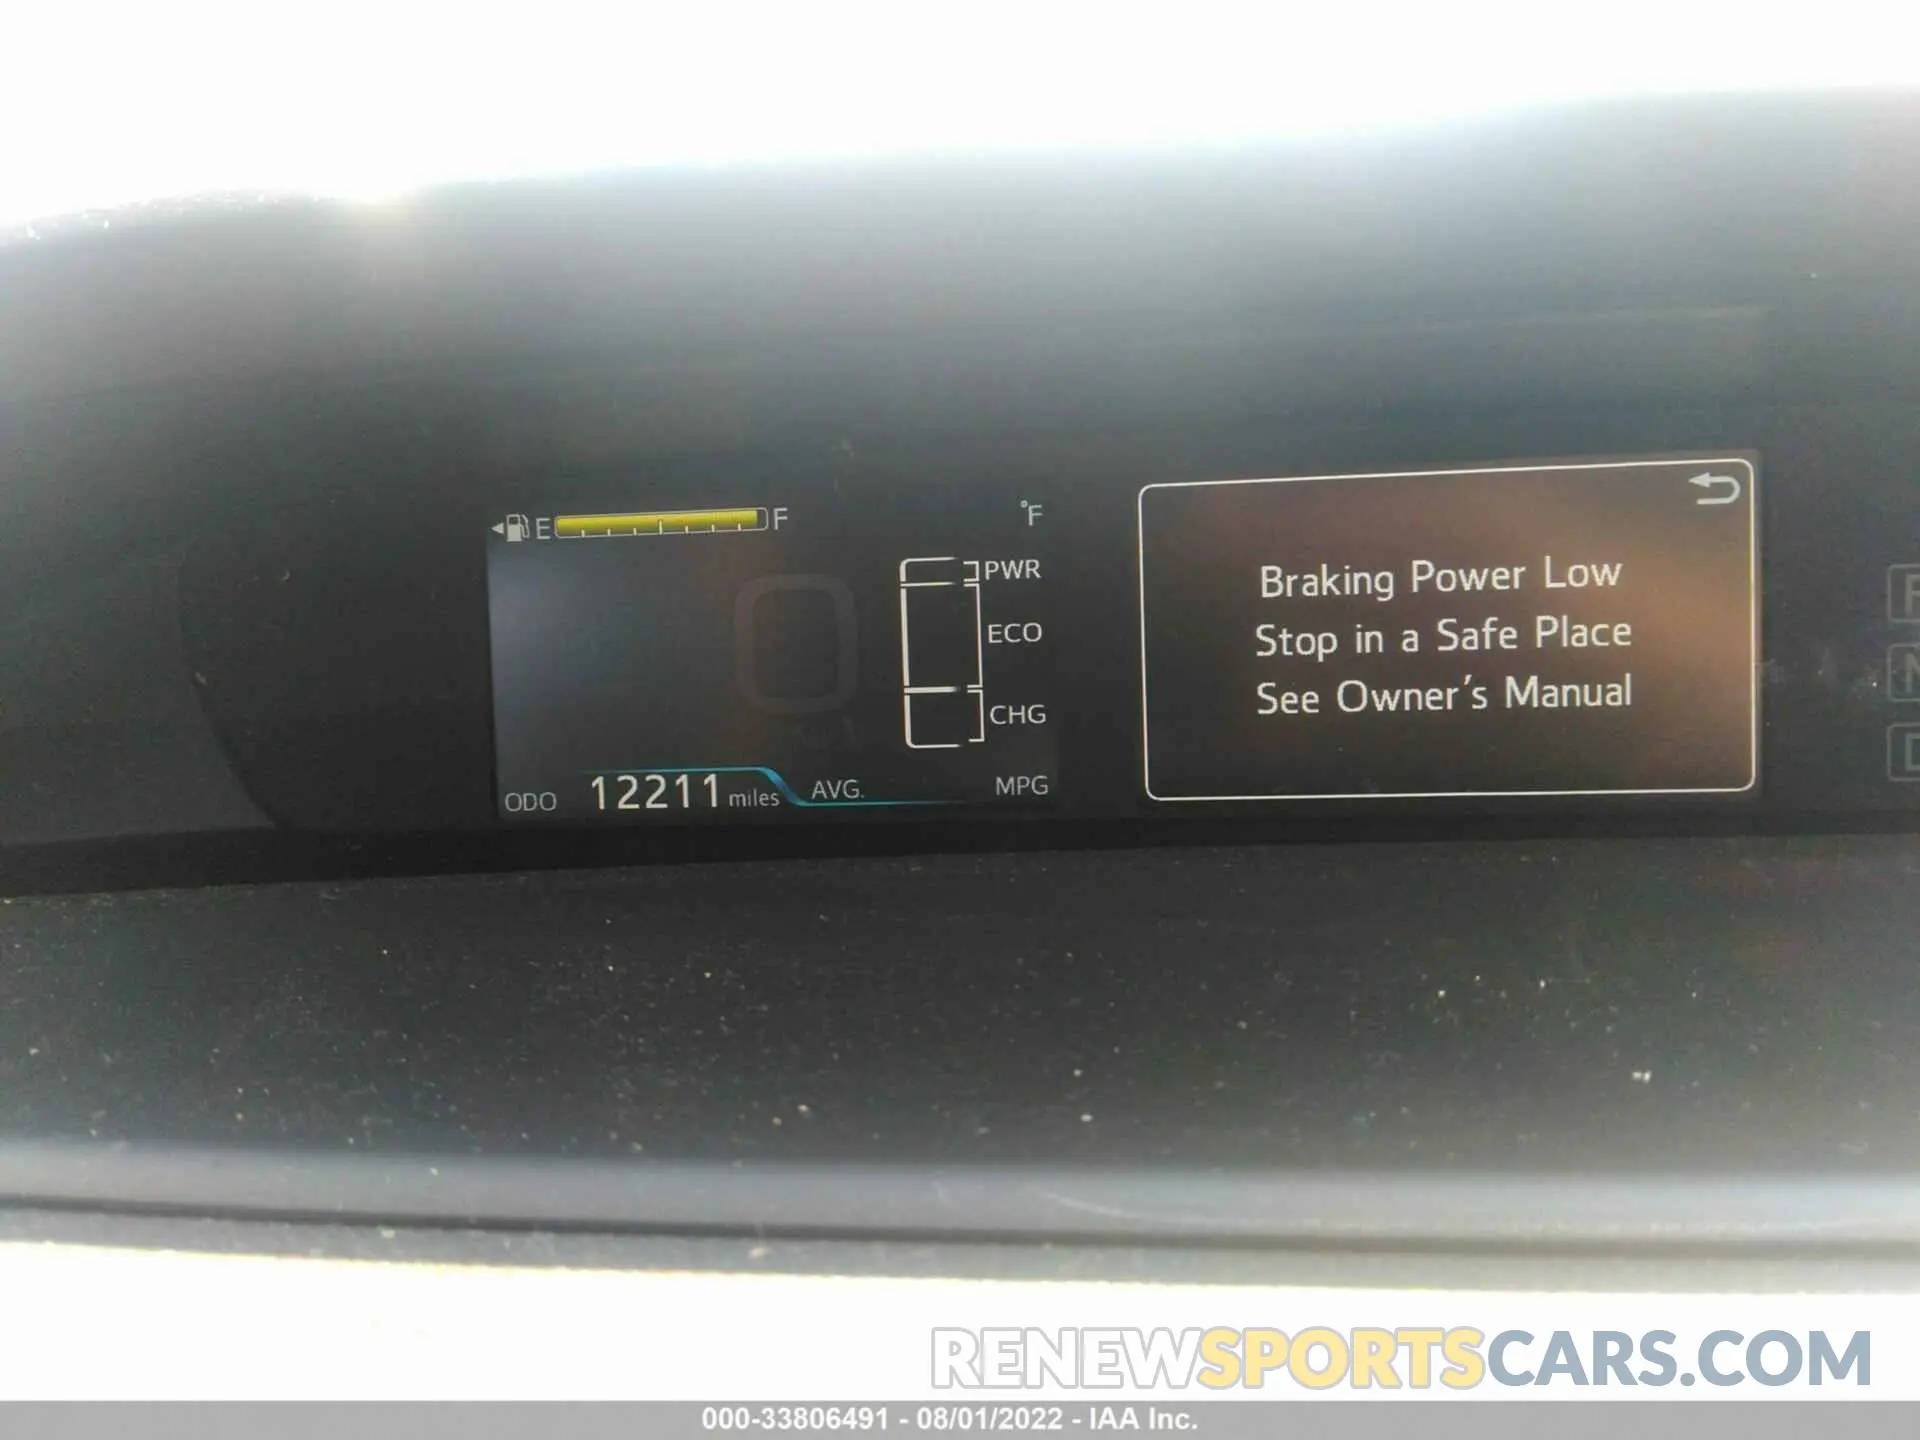 E F °F
PWR
ECO
CHG
ODO 12211 miles AVG. MPG
Braking Power Low
Stop in a Safe Place
See Owner's Manual
N
D
RENEWSPORTSCARS.COM
000-33806491 - 08/01/2022 - IAA Inc.